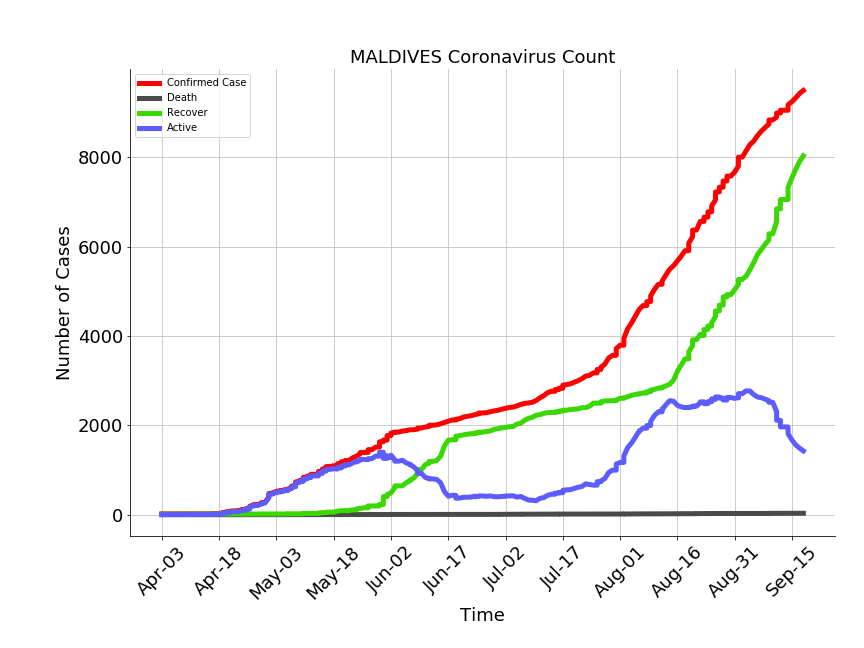 MALDIVES Coronavirus Count
Confirmed Case
Death
Recover
Active
Number of Cases
8000
6000
4000
2000
0
Apr-03
Apr-18
May-03
May-18
Jun-02
Jun-17
Jul-02
Jul-17
Aug-01
Aug-16
Aug-31
Sep-15
Time